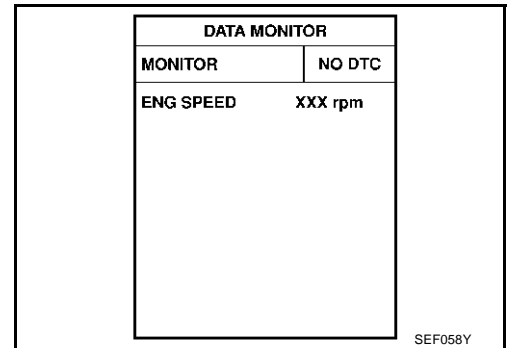 DATA MONITOR
MONITOR NO DTC
ENG SPEED XXX rpm
SEF058Y